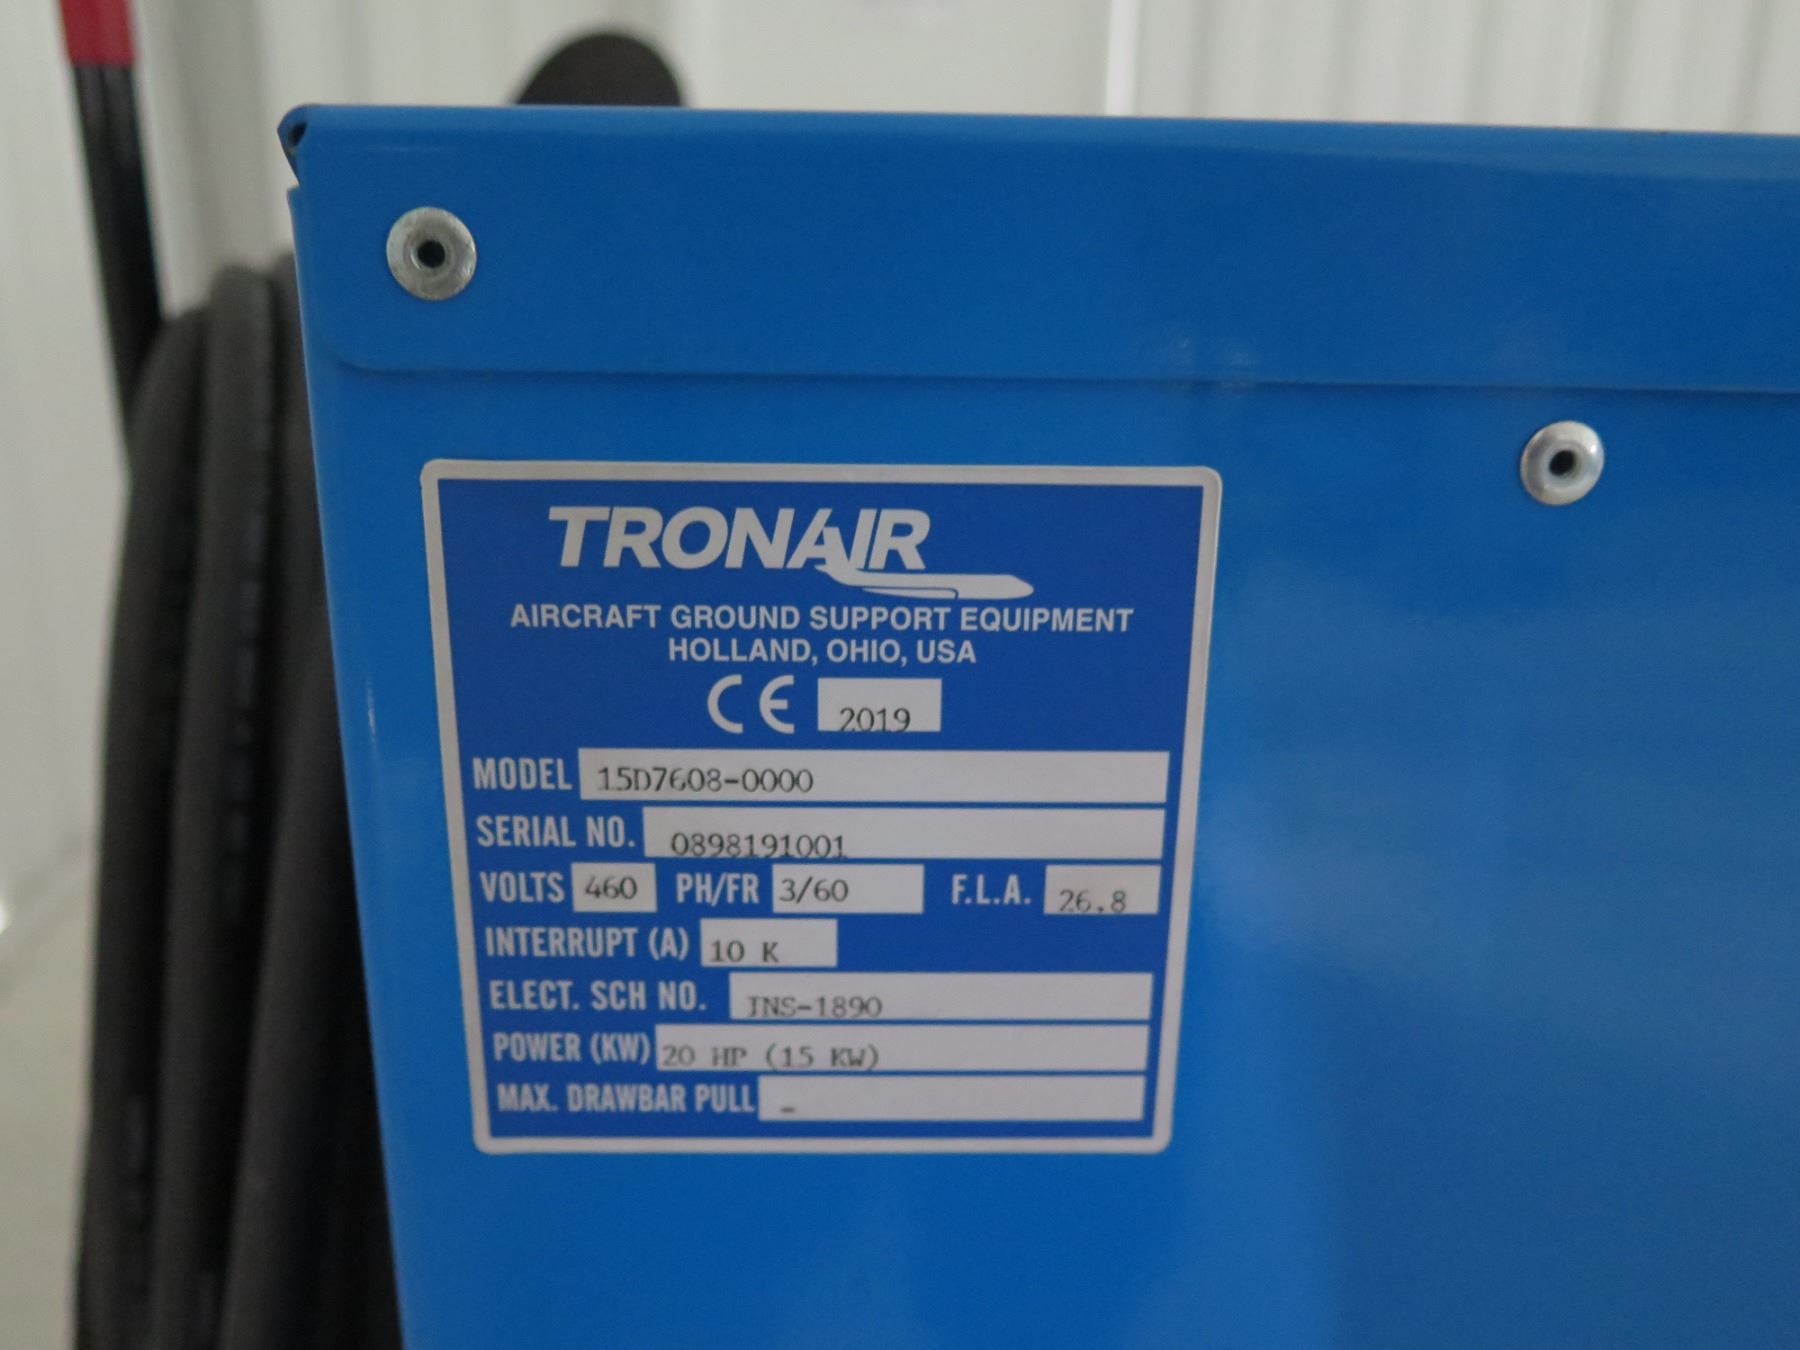 TRONAIR
AIRCRAFT GROUND SUPPORT EQUIPMENT
HOLLAND, OHIO, USA
CE 2019
MODEL 15D7608-0000
SERIAL NO. 0898191001
VOLTS 460 PH/FR 3/60 F.L.A. 26.8
INTERRUPT (A) 10 K
ELECT. SCH NO. INS-1890
POWER (KW) 20 HP (15 KW)
MAX. DRAWBAR PULL –